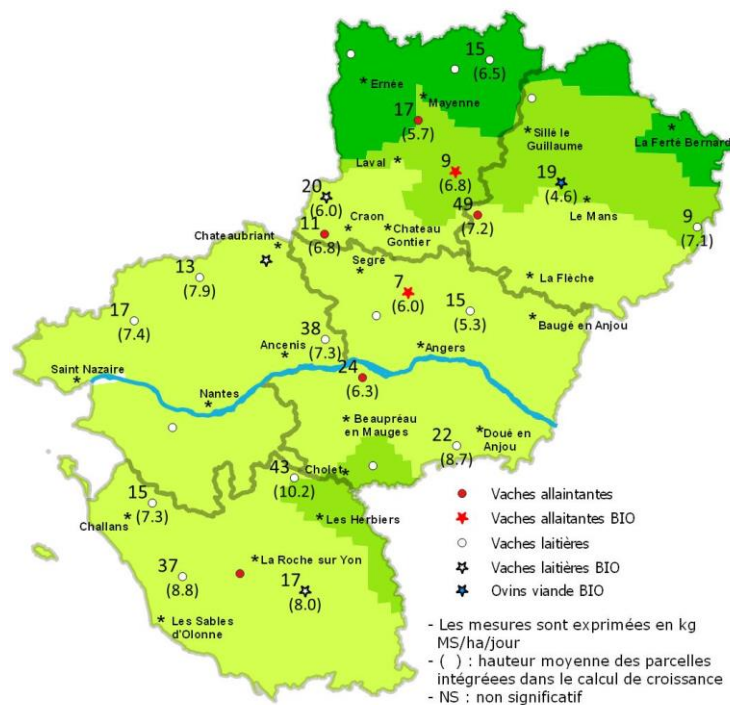 15
(6.5)
* Ernée
* Mayenne
17
(5.7)
Sillé le
* Guillaume
* La Ferté Bernard
Laval *
9
(6.8)
19
(4.6)
* Le Mans
20
(6.0)
11
(6.8)
* Craon
* Chateau
Gontier
49
(7.2)
9
(7.1)
Chateaubriant
*
Segré
*
* La Flèche
13
(7.9)
7
(6.0)
15
(5.3)
* Baugé en Anjou
17
(7.4)
38
(7.3)
Ancenis *
* Angers
Saint Nazaire
*
Nantes
*
24
(6.3)
* Beaupréau
en Mauges
22
(8.7)
* Doué en
Anjou
43
(10.2)
Cholet *
15
(7.3)
Challans *
* Les Herbiers
37
(8.8)
* La Roche sur Yon
17
(8.0)
* Les Sables
d'Olonne
Vaches allaintantes
Vaches allaitantes BIO
Vaches laitières
Vaches laitières BIO
Ovins viande BIO
- Les mesures sont exprimées en kg
MS/ha/jour
- ( ) : hauteur moyenne des parcelles
intégréees dans le calcul de croissance
- NS : non significatif